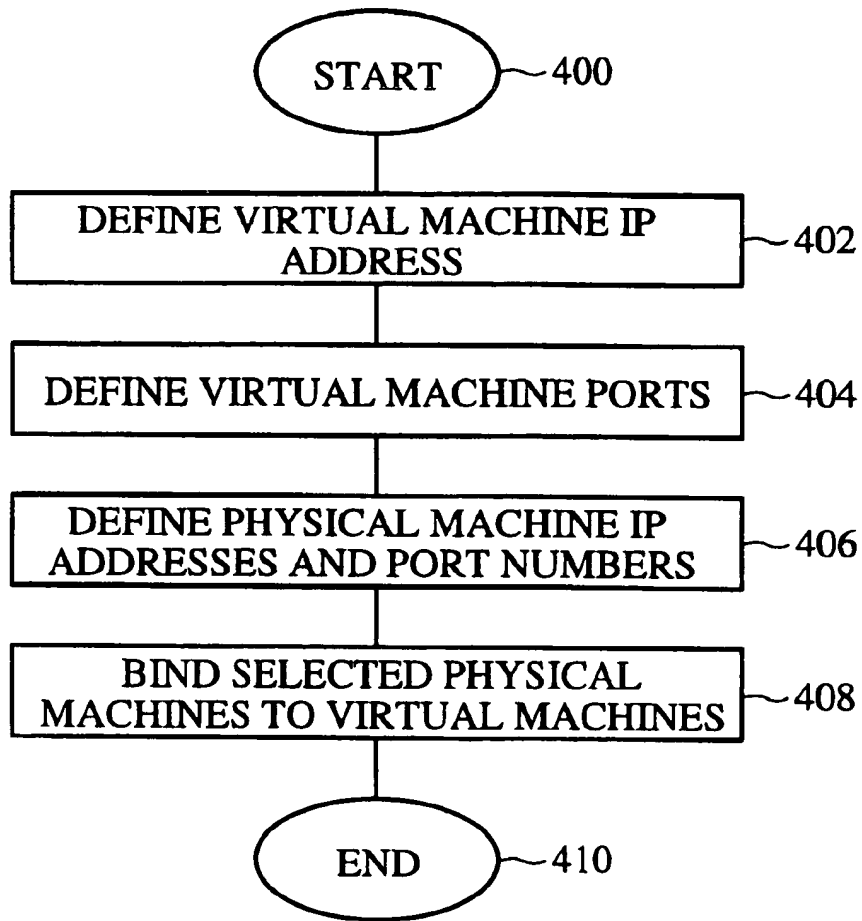 START
400
DEFINE VIRTUAL MACHINE IP
ADDRESS
402
DEFINE VIRTUAL MACHINE PORTS
404
DEFINE PHYSICAL MACHINE IP
ADDRESSES AND PORT NUMBERS
406
BIND SELECTED PHYSICAL
MACHINES TO VIRTUAL MACHINES
408
END
410